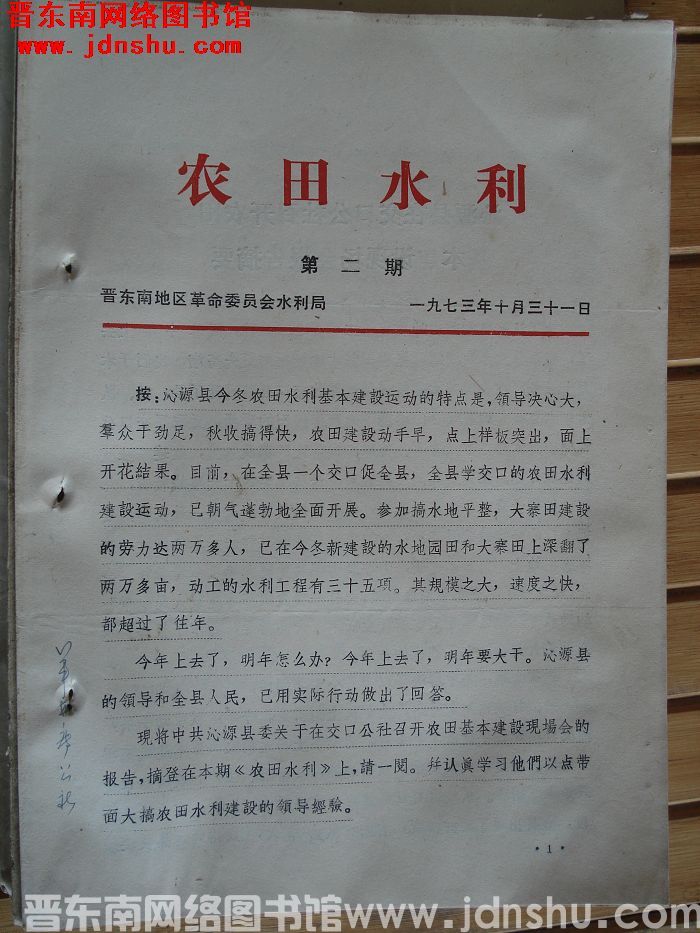 晋东南网络图书馆
www.jdnshu.com
农田水利
第二期
晋东南地区革命委员会水利局 一九七三年十月三十一日
按：沁源县今冬农田水利基本建設运动的特点是，領导决心大，
羣众干劲足，秋收搞得快，农田建設动手早，点上样板突出，面上
开花結果。目前，在全县一个交口促全县，全县学交口的农田水利
建設运动，已朝气蓬勃地全面开展。参加搞水地平整，大寨田建設
的劳力达两万多人，已在今冬新建設的水地园田和大寨田上深翻了
两万多亩，动工的水利工程有三十五項。其規模之大，速度之快，
都超过了往年。
今年上去了，明年怎么办？今年上去了，明年要大干。沁源县
的領导和全县人民，已用实际行动做出了回答。
現将中共沁源县委关于在交口公社召开农田基本建設現場会的
报告，摘登在本期《农田水利》上，請一閱。幷认眞学习他們以点带
面大搞农田水利建設的領导經驗。
·1·
晋东南网络图书馆www.jdnshu.com